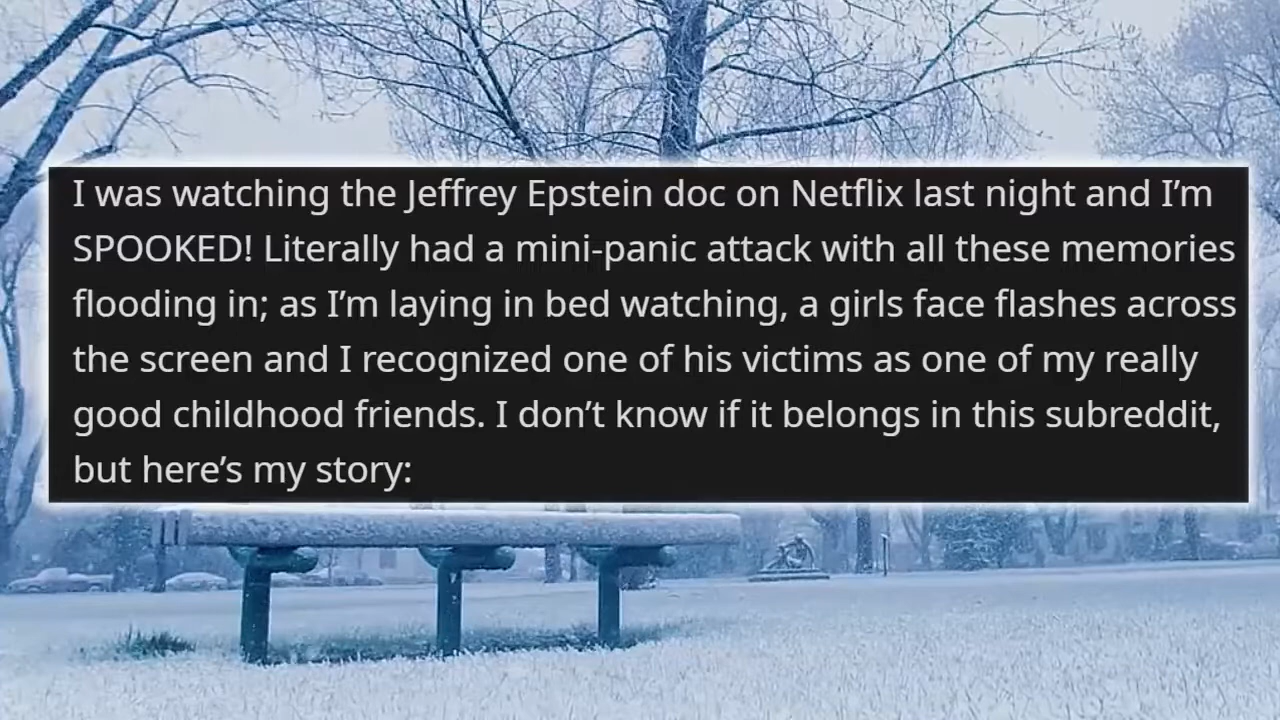 I was watching the Jeffrey Epstein doc on Netflix last night and I’m
SPOOKED! Literally had a mini-panic attack with all these memories
flooding in; as I’m laying in bed watching, a girls face flashes across
the screen and I recognized one of his victims as one of my really
good childhood friends. I don’t know if it belongs in this subreddit,
but here’s my story: